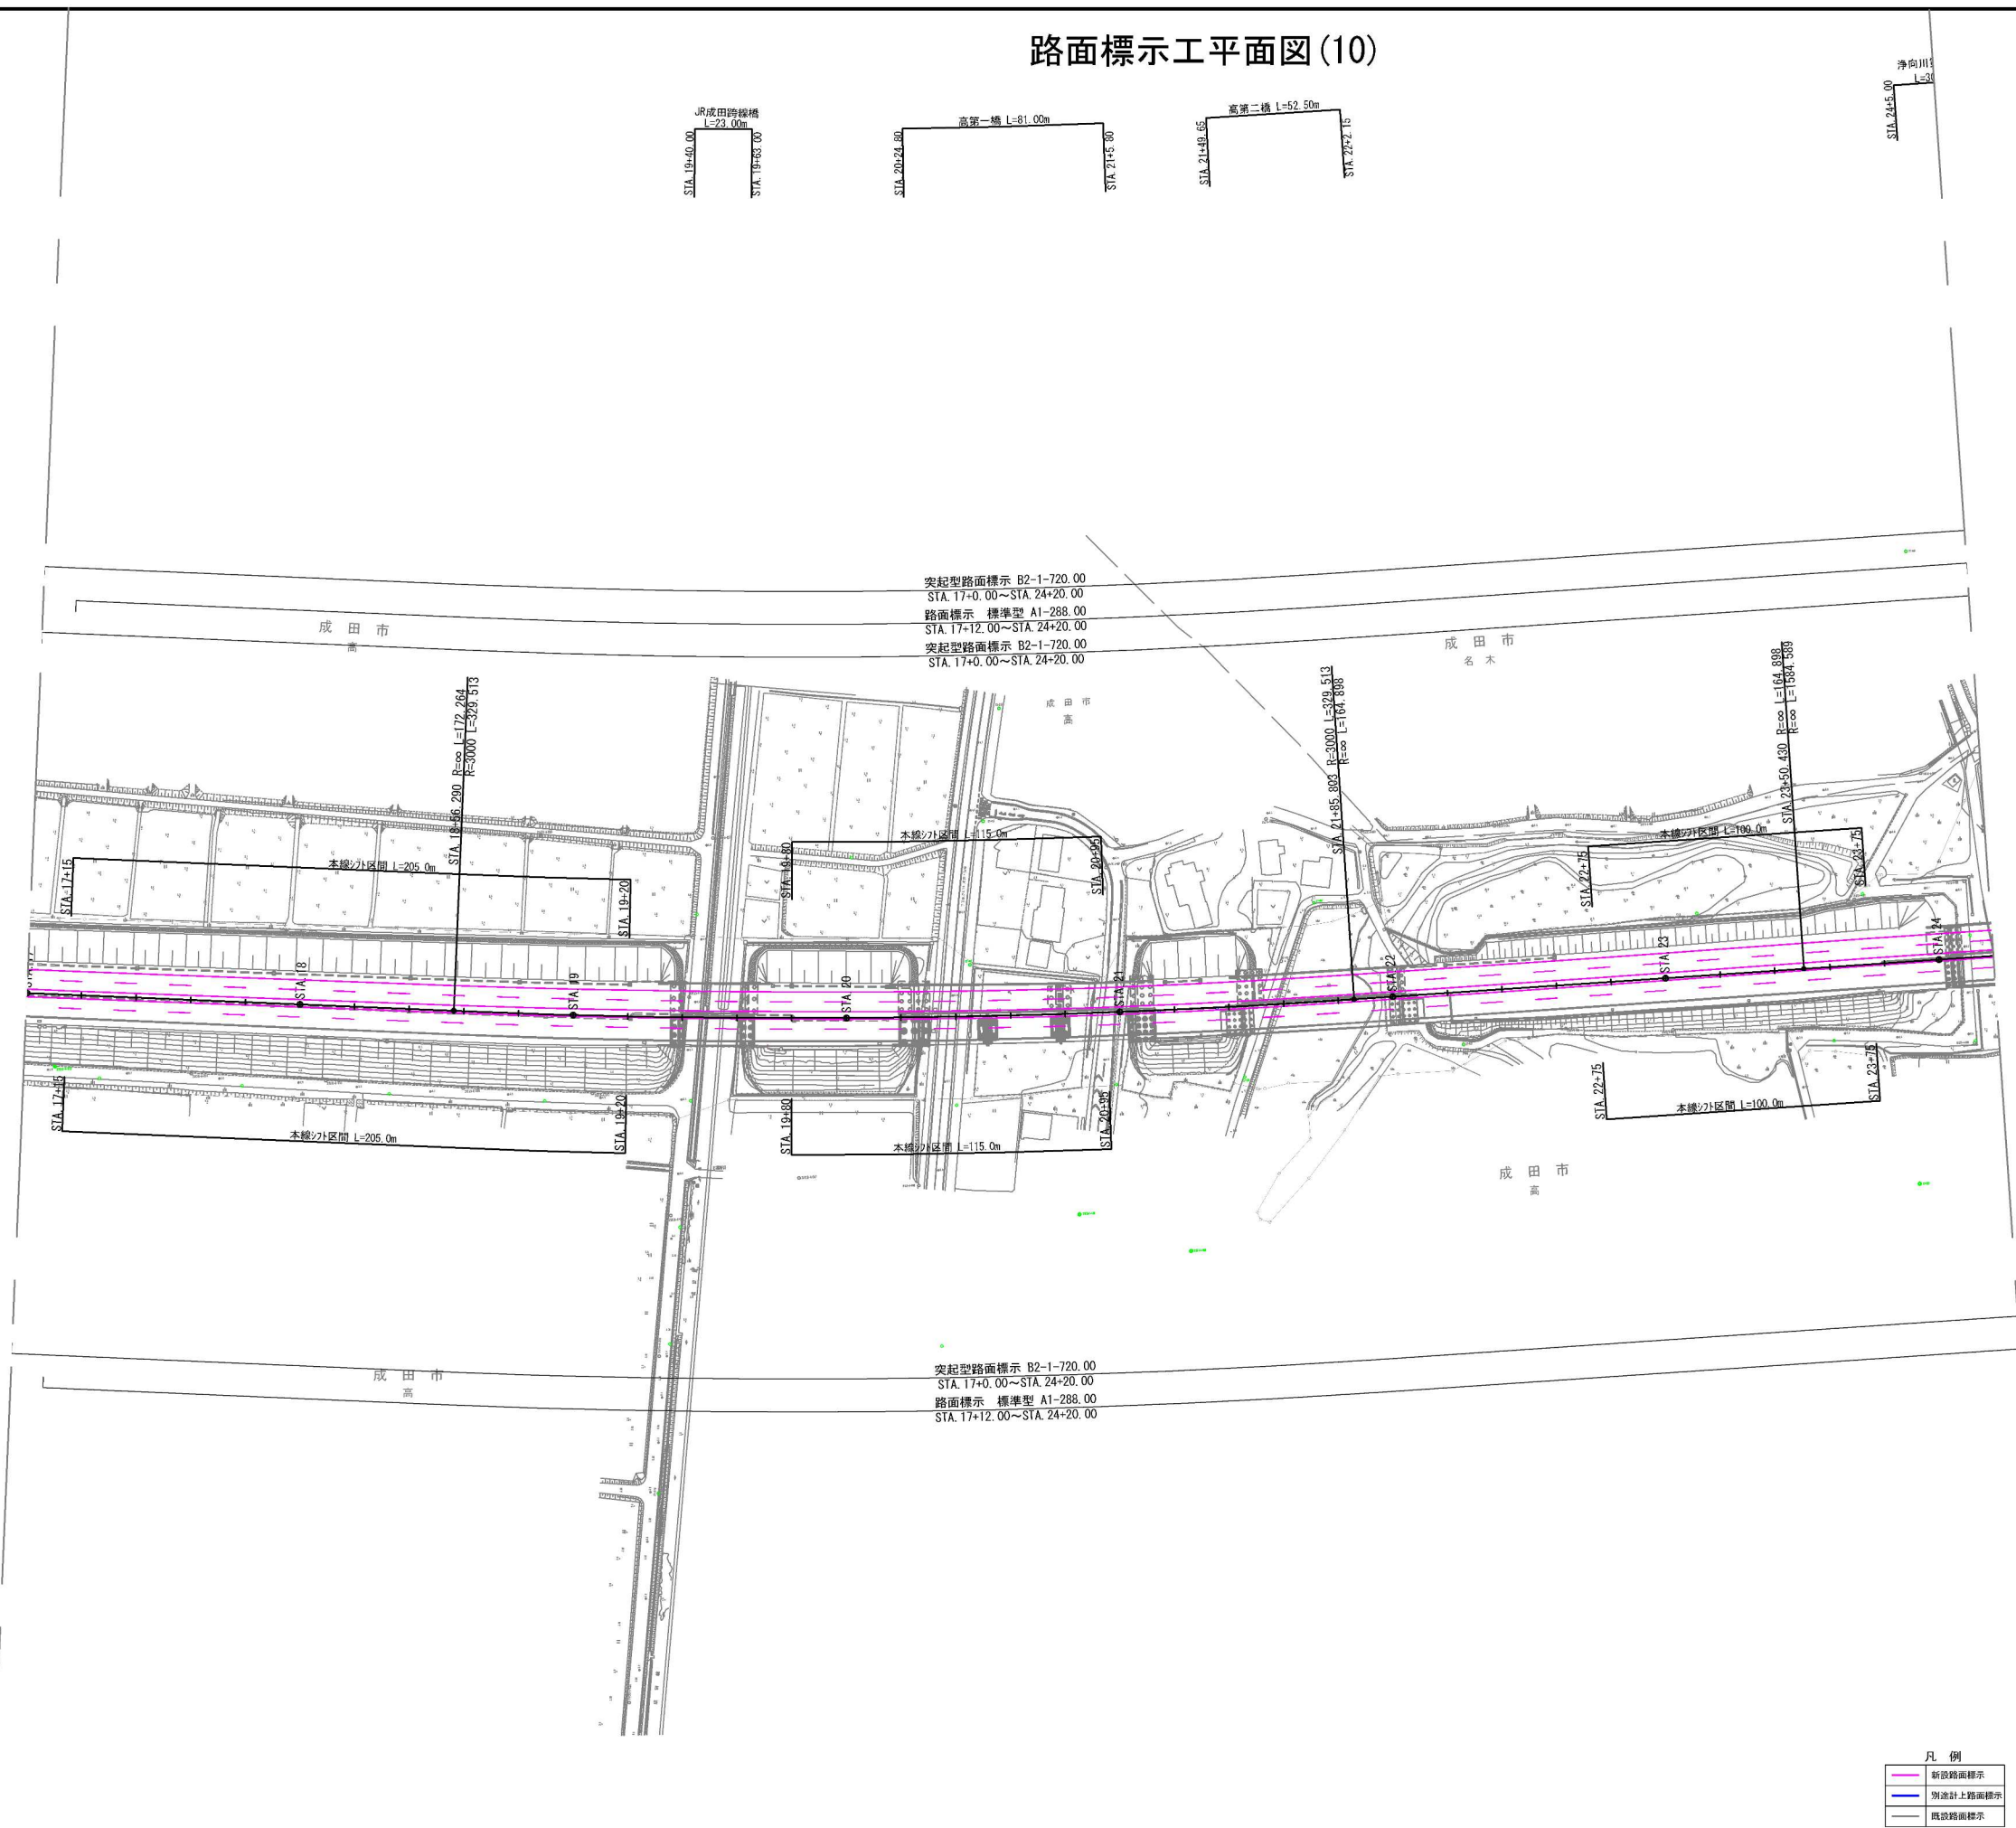 路面標示工平面図(10)
JR成田跨線橋
L=23.00m
STA.19+40.00
STA.19+63.00
高第一橋 L=81.00m
STA.20+24.80
STA.21+5.80
高第二橋 L=52.50m
STA.21+49.65
STA.22+2.15
浄向川
L=30
STA.24+5.00
突起型路面標示 B2-1-720.00
STA.17+0.00～STA.24+20.00
路面標示 標準型 A1-288.00
STA.17+12.00～STA.24+20.00
突起型路面標示 B2-1-720.00
STA.17+0.00～STA.24+20.00
成田市
高
成田市
名木
成田市
高
STA.18+56.290 R=∞ L=172.264
R=3000 L=329.513
STA.21+85.803 R=3000 L=329.513
R=∞ L=164.898
STA.23+50.430 R=∞ L=164.898
R=∞ L=1584.589
STA.17+15
本線ｼﾌﾄ区間 L=205.0m
STA.19+20
STA.19+80
本線ｼﾌﾄ区間 L=115.0m
STA.20+95
STA.22+75
本線ｼﾌﾄ区間 L=100.0m
STA.23+75
STA.18
STA.19
STA.20
STA.21
STA.22
STA.23
STA.24
STA.17+15
本線ｼﾌﾄ区間 L=205.0m
STA.19+20
STA.19+80
本線ｼﾌﾄ区間 L=115.0m
STA.20+95
STA.22+75
本線ｼﾌﾄ区間 L=100.0m
STA.23+75
成田市
高
突起型路面標示 B2-1-720.00
STA.17+0.00～STA.24+20.00
路面標示 標準型 A1-288.00
STA.17+12.00～STA.24+20.00
成田市
高
凡例
新設路面標示
別途計上路面標示
既設路面標示